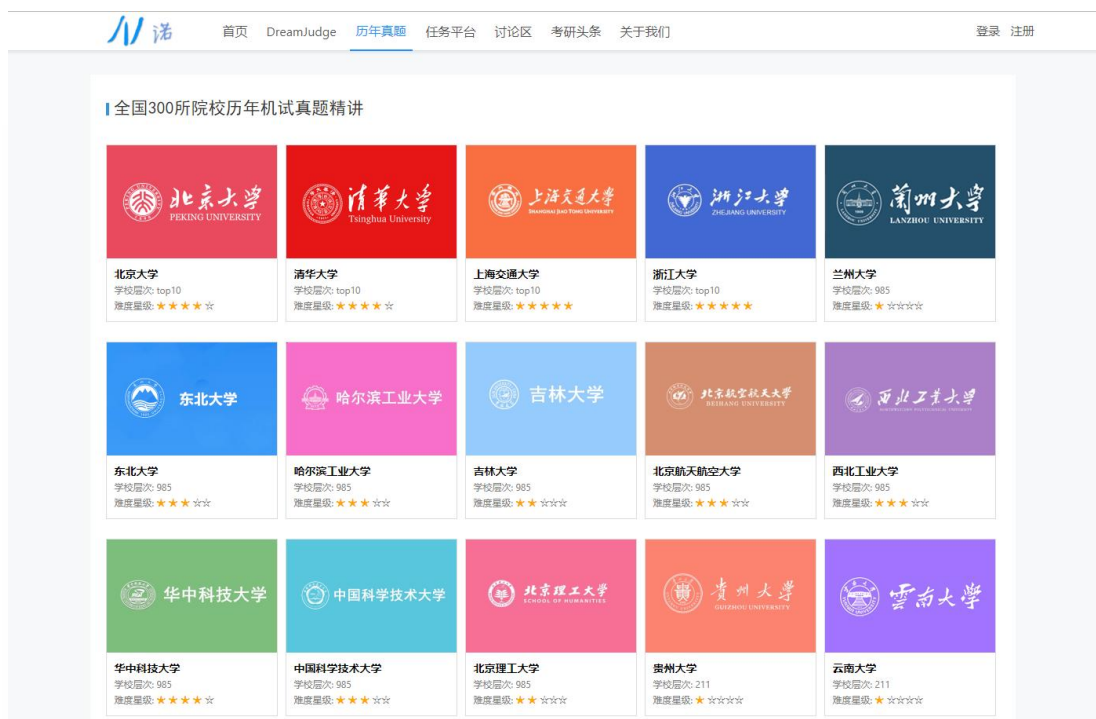 诺 首页 DreamJudge 历年真题 任务平台 讨论区 考研头条 关于我们 登录 注册
全国300所院校历年机试真题精讲
北京大学 清华大学 上海交通大学 浙江大学 蘭州大学
PEKING UNIVERSITY Tsinghua University SHANGHAI JIAO TONG UNIVERSITY ZHEJIANG UNIVERSITY LANZHOU UNIVERSITY
北京大学 清华大学 上海交通大学 浙江大学 兰州大学
学校层次: top10 学校层次: top10 学校层次: top10 学校层次: top10 学校层次: 985
难度星级: ★★★★☆ 难度星级: ★★★★☆ 难度星级: ★★★★★ 难度星级: ★★★★★ 难度星级: ★☆☆☆☆
东北大学 哈尔滨工业大学 吉林大学 北京航空航天大学 西北工业大学
BEIHANG UNIVERSITY NORTHWESTERN POLYTECHNICAL UNIVERSITY
东北大学 哈尔滨工业大学 吉林大学 北京航天航空大学 西北工业大学
学校层次: 985 学校层次: 985 学校层次: 985 学校层次: 985 学校层次: 985
难度星级: ★★★☆☆ 难度星级: ★★★☆☆ 难度星级: ★★☆☆☆ 难度星级: ★★★☆☆ 难度星级: ★★★☆☆
华中科技大学 中国科学技术大学 北京理工大学 貴州大学 雲南大學
SCHOOL OF HUMANITIES GUIZHOU UNIVERSITY
华中科技大学 中国科学技术大学 北京理工大学 贵州大学 云南大学
学校层次: 985 学校层次: 985 学校层次: 985 学校层次: 211 学校层次: 211
难度星级: ★★★★☆ 难度星级: ★★★☆☆ 难度星级: ★★☆☆☆ 难度星级: ★☆☆☆☆ 难度星级: ★☆☆☆☆